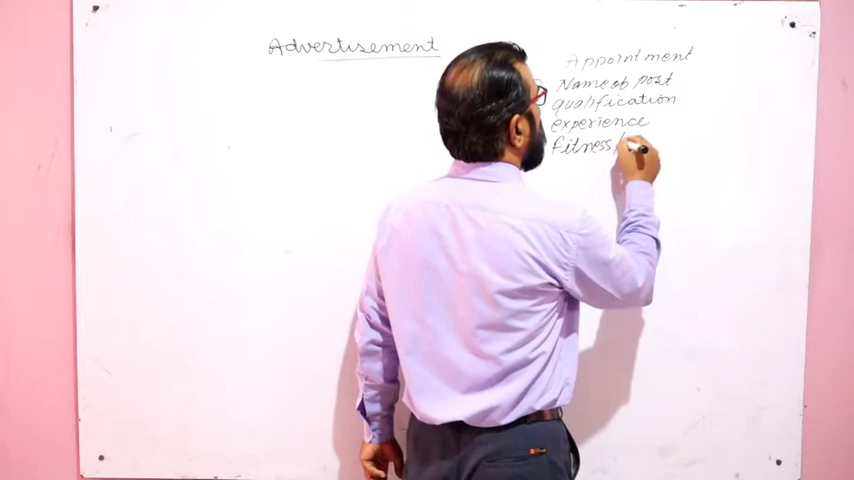 Advertisement
Appointment
Name of post
qualification
experience
Fitness/